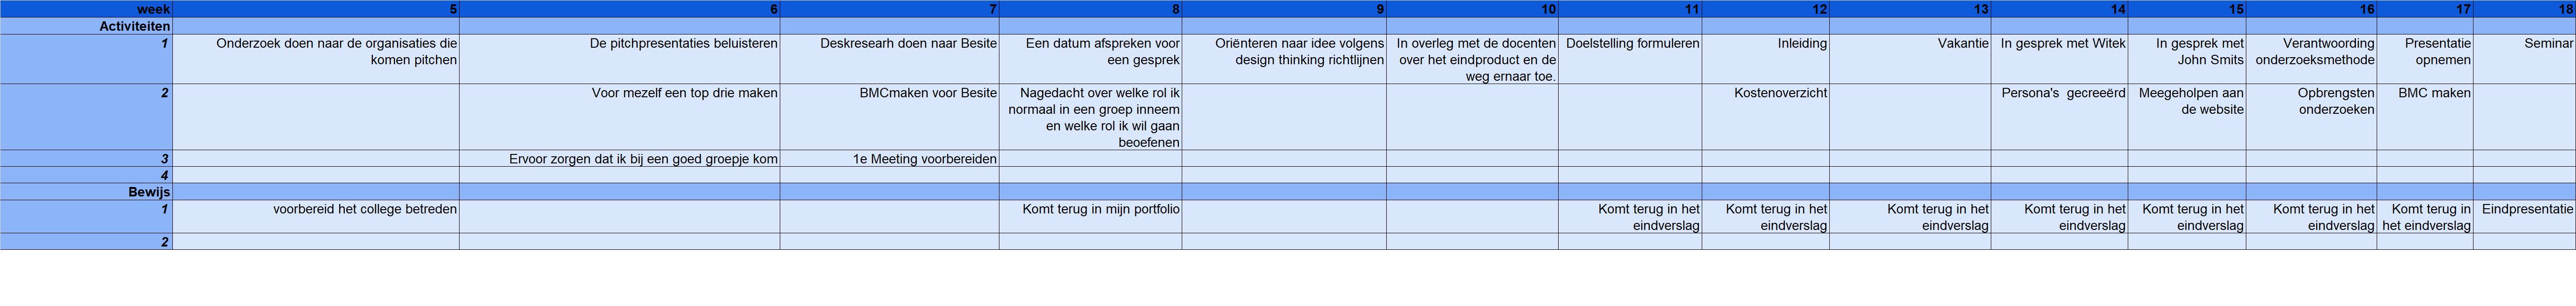 week 5 6 7 8 9 10 11 12 13 14 15 16 17 18
Activiteiten
1 Onderzoek doen naar de organisaties die De pitchpresentaties beluisteren Deskresearh doen naar Besite Een datum afspreken voor Oriënteren naar idee volgens In overleg met de docenten Doelstelling formuleren Inleiding Vakantie In gesprek met Witek In gesprek met Verantwoording Presentatie Seminar
komen pitchen een gesprek design thinking richtlijnen over het eindproduct en de John Smits onderzoeksmethode opnemen
weg ernaar toe.
2 Voor mezelf een top drie maken BMCmaken voor Besite Nagedacht over welke rol ik Kostenoverzicht Persona's gecreeërd Meegeholpen aan Opbrengsten BMC maken
normaal in een groep inneem de website onderzoeken
en welke rol ik wil gaan
beoefenen
3 Ervoor zorgen dat ik bij een goed groepje kom 1e Meeting voorbereiden
4
Bewijs
1 voorbereid het college betreden Komt terug in mijn portfolio Komt terug in het Komt terug in het Komt terug in het Komt terug in het Komt terug in het Komt terug in het Komt terug in Eindpresentatie
eindverslag eindverslag eindverslag eindverslag eindverslag eindverslag het eindverslag
2